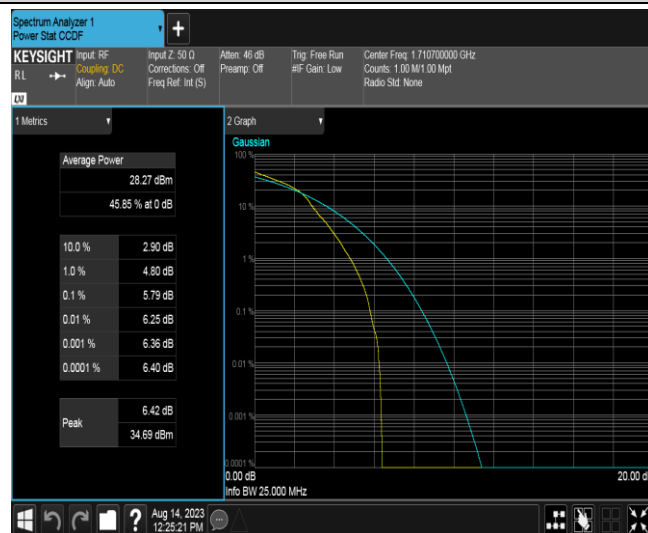 Spectrum Analyzer 1
Power Stat CCDF
KEYSIGHT
RL
LXI
Input: RF
Coupling: DC
Align: Auto
Input Z: 50 Ω
Corrections: Off
Freq Ref: Int (S)
Atten: 46 dB
Preamp: Off
Trig: Free Run
#IF Gain: Low
Center Freq: 1.710700000 GHz
Counts: 1.00 M/1.00 Mpt
Radio Std: None
1 Metrics
Average Power
28.27 dBm
45.85 % at 0 dB
10.0 % 2.90 dB
1.0 % 4.80 dB
0.1 % 5.79 dB
0.01 % 6.25 dB
0.001 % 6.36 dB
0.0001 % 6.40 dB
Peak
6.42 dB
34.69 dBm
2 Graph
Gaussian
100 %
10 %
1 %
0.1 %
0.01 %
0.001 %
0.0001 %
0.00 dB
20.00 d
Info BW 25.000 MHz
?
Aug 14, 2023
12:25:21 PM